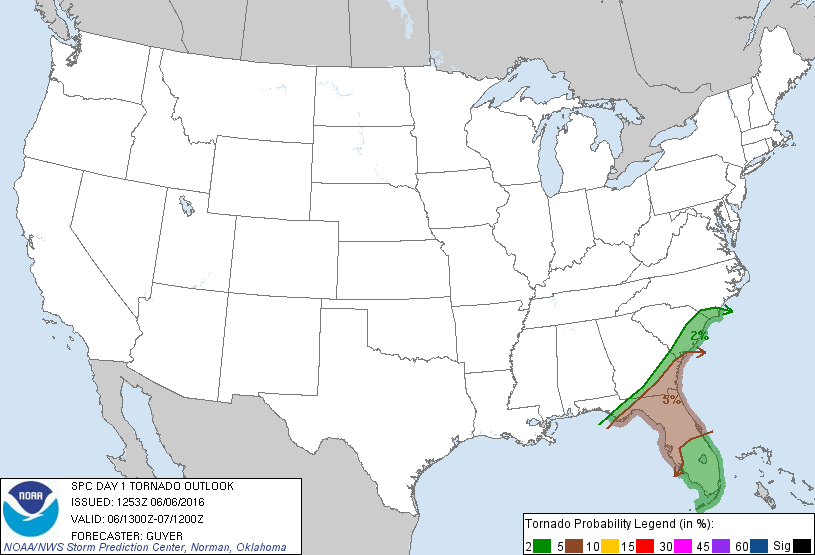 2%
5%
NOAA
SPC DAY 1 TORNADO OUTLOOK
ISSUED: 1253Z 06/06/2016
VALID: 06/1300Z-07/1200Z
FORECASTER: GUYER
NOAA/NWS Storm Prediction Center, Norman, Oklahoma
Tornado Probability Legend (in %):
2 5 10 15 30 45 60 Sig